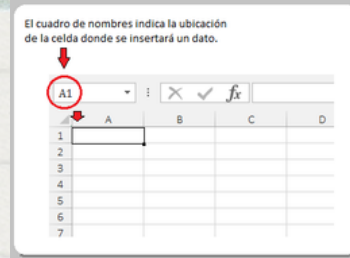 El cuadro de nombres indica la ubicación
de la celda donde se insertará un dato.
A1 fx
A B C D
1
2
3
4
5
6
7